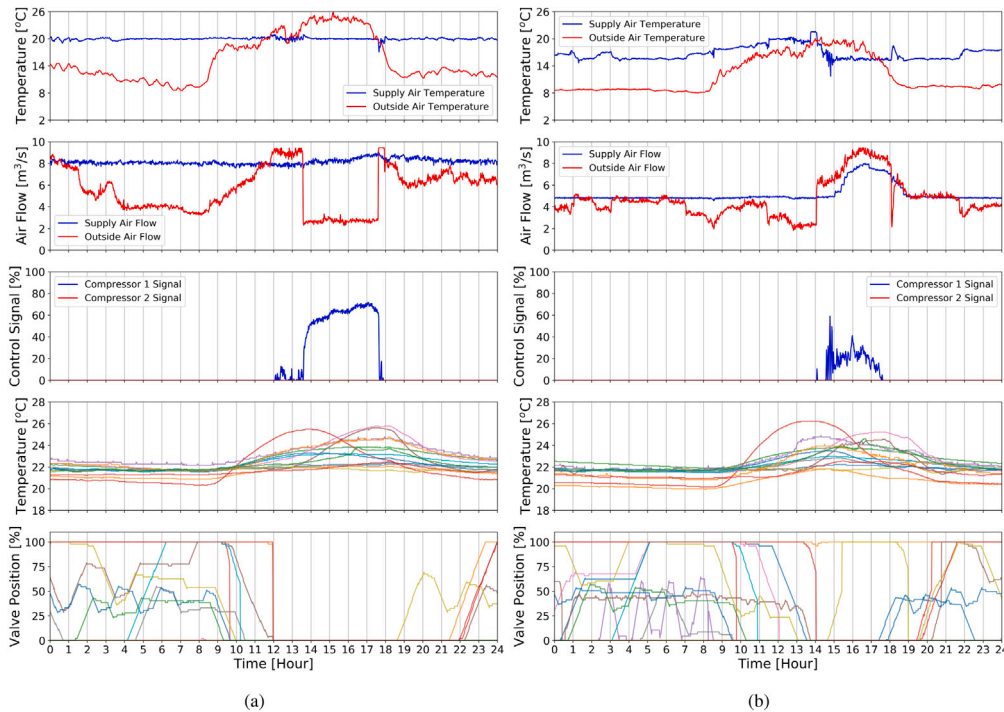 26
20
14
8
2
Temperature [°C]
Supply Air Temperature
Outside Air Temperature
10
8
6
4
2
0
Air Flow [m³/s]
Supply Air Flow
Outside Air Flow
100
80
60
40
20
0
Control Signal [%]
Compressor 1 Signal
Compressor 2 Signal
28
26
24
22
20
18
Temperature [°C]
100
75
50
25
0
Valve Position [%]
0 1 2 3 4 5 6 7 8 9 10 11 12 13 14 15 16 17 18 19 20 21 22 23 24
Time [Hour]
(a)
26
20
14
8
2
Temperature [°C]
Supply Air Temperature
Outside Air Temperature
10
8
6
4
2
0
Air Flow [m³/s]
Supply Air Flow
Outside Air Flow
100
80
60
40
20
0
Control Signal [%]
Compressor 1 Signal
Compressor 2 Signal
28
26
24
22
20
18
Temperature [°C]
100
75
50
25
0
Valve Position [%]
0 1 2 3 4 5 6 7 8 9 10 11 12 13 14 15 16 17 18 19 20 21 22 23 24
Time [Hour]
(b)